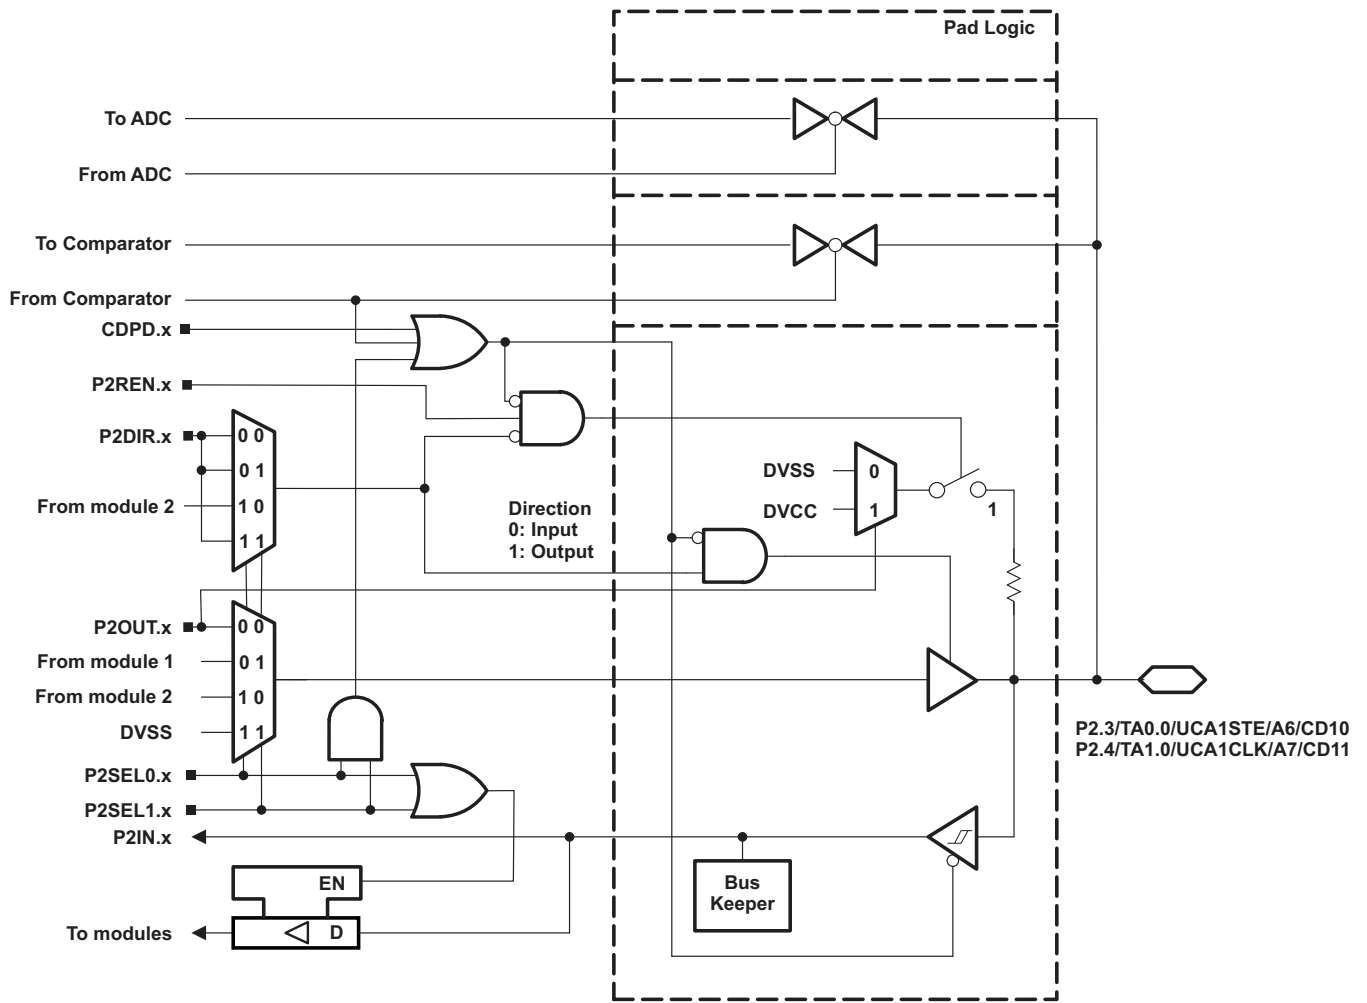 Pad Logic
To ADC
From ADC
To Comparator
From Comparator
CDPD.x
P2REN.x
P2DIR.x
0 0
0 1
From module 2
1 0
1 1
Direction
0: Input
1: Output
DVSS
0
DVCC
1
1
P2OUT.x
0 0
From module 1
0 1
From module 2
1 0
DVSS
1 1
P2.3/TA0.0/UCA1STE/A6/CD10
P2.4/TA1.0/UCA1CLK/A7/CD11
P2SEL0.x
P2SEL1.x
P2IN.x
EN
Bus
Keeper
To modules
D